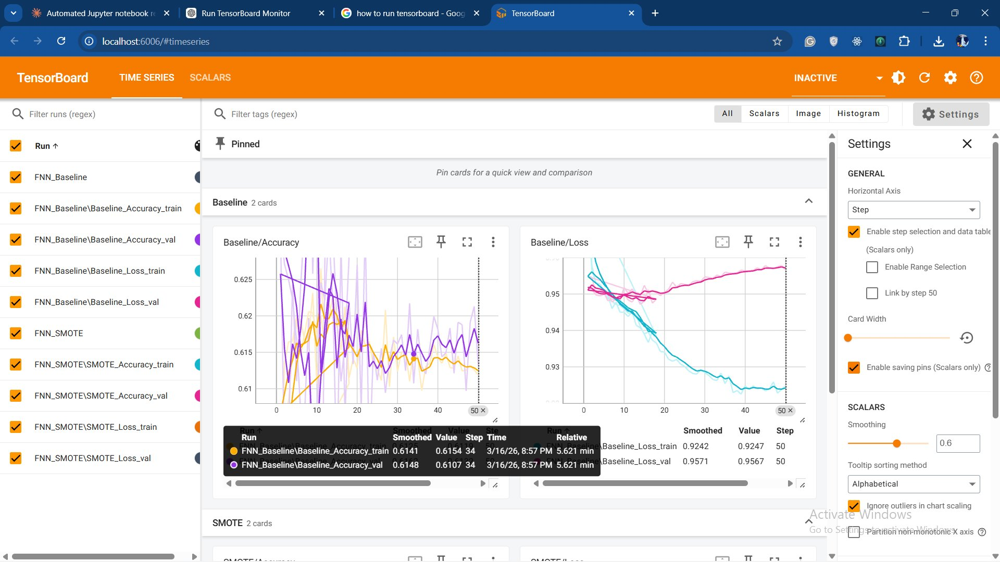 Automated Jupyter notebook re
Run TensorBoard Monitor
how to run tensorboard - Goog
TensorBoard
localhost:6006/#timeseries
TensorBoard
TIME SERIES
SCALARS
INACTIVE
Filter runs (regex)
Filter tags (regex)
All
Scalars
Image
Histogram
Settings
Run
FNN_Baseline
FNN_Baseline\Baseline_Accuracy_train
FNN_Baseline\Baseline_Accuracy_val
FNN_Baseline\Baseline_Loss_train
FNN_Baseline\Baseline_Loss_val
FNN_SMOTE
FNN_SMOTE\SMOTE_Accuracy_train
FNN_SMOTE\SMOTE_Accuracy_val
FNN_SMOTE\SMOTE_Loss_train
FNN_SMOTE\SMOTE_Loss_val
Pinned
Pin cards for a quick view and comparison
Baseline 2 cards
Baseline/Accuracy
0.625
0.62
0.615
0.61
0 10 20 30 40 50
Run Smoothed Value Step Time Relative
FNN_Baseline\Baseline_Accuracy_train 0.6141 0.6154 34 3/16/26, 8:57 PM 5.621 min
FNN_Baseline\Baseline_Accuracy_val 0.6148 0.6107 34 3/16/26, 8:57 PM 5.621 min
Baseline/Loss
0.95
0.94
0.93
0 10 20 30 40 50
Run Smoothed Value Step
\Baseline_Loss_train 0.9242 0.9247 50
\Baseline_Loss_val 0.9571 0.9567 50
SMOTE 2 cards
Settings
GENERAL
Horizontal Axis
Step
Enable step selection and data table
(Scalars only)
Enable Range Selection
Link by step 50
Card Width
Enable saving pins (Scalars only)
SCALARS
Smoothing
0.6
Tooltip sorting method
Alphabetical
Ignore outliers in chart scaling
Partition non-monotonic X axis
Activate Windows
Go to Settings to activate Windows.